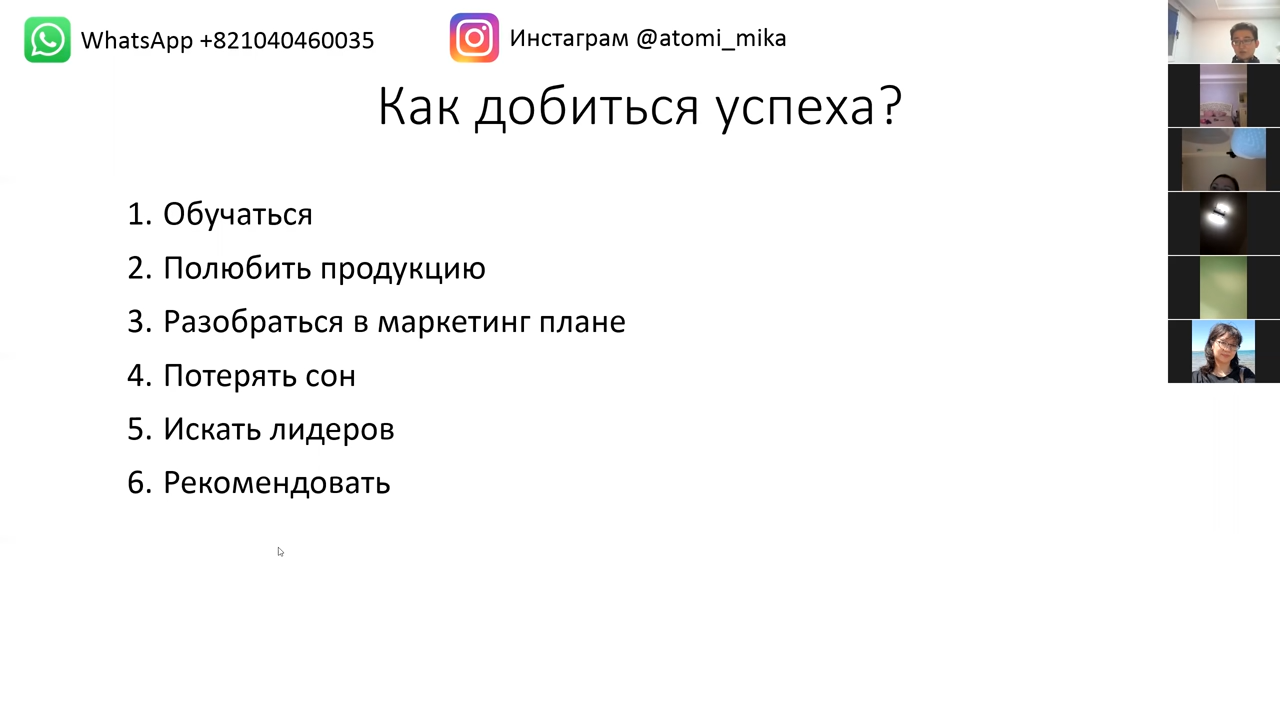 WhatsApp +821040460035
Инстаграм @atomi_mika
Как добиться успеха?
1. Обучаться
2. Полюбить продукцию
3. Разобраться в маркетинг плане
4. Потерять сон
5. Искать лидеров
6. Рекомендовать